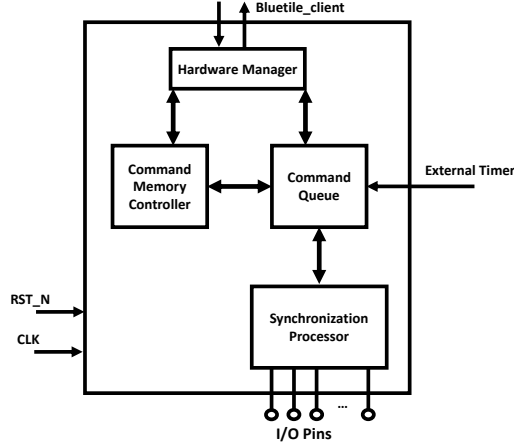 Bluetile_client
Hardware Manager
Command
Memory
Controller
Command
Queue
External Timer
RST_N
CLK
Synchronization
Processor
...
I/O Pins